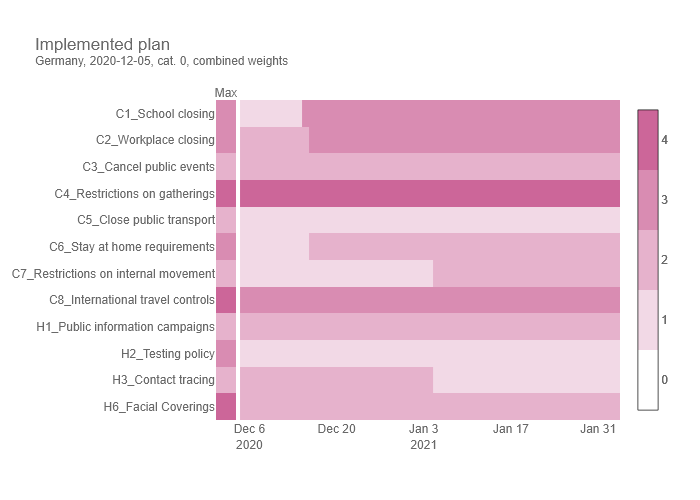 Implemented plan
Germany, 2020-12-05, cat. 0, combined weights
Max
C1_School closing
C2_Workplace closing
C3_Cancel public events
C4_Restrictions on gatherings
C5_Close public transport
C6_Stay at home requirements
C7_Restrictions on internal movement
C8_International travel controls
H1_Public information campaigns
H2_Testing policy
H3_Contact tracing
H6_Facial Coverings
Dec 6 Dec 20 Jan 3 Jan 17 Jan 31
2020 2021
4
3
2
1
0